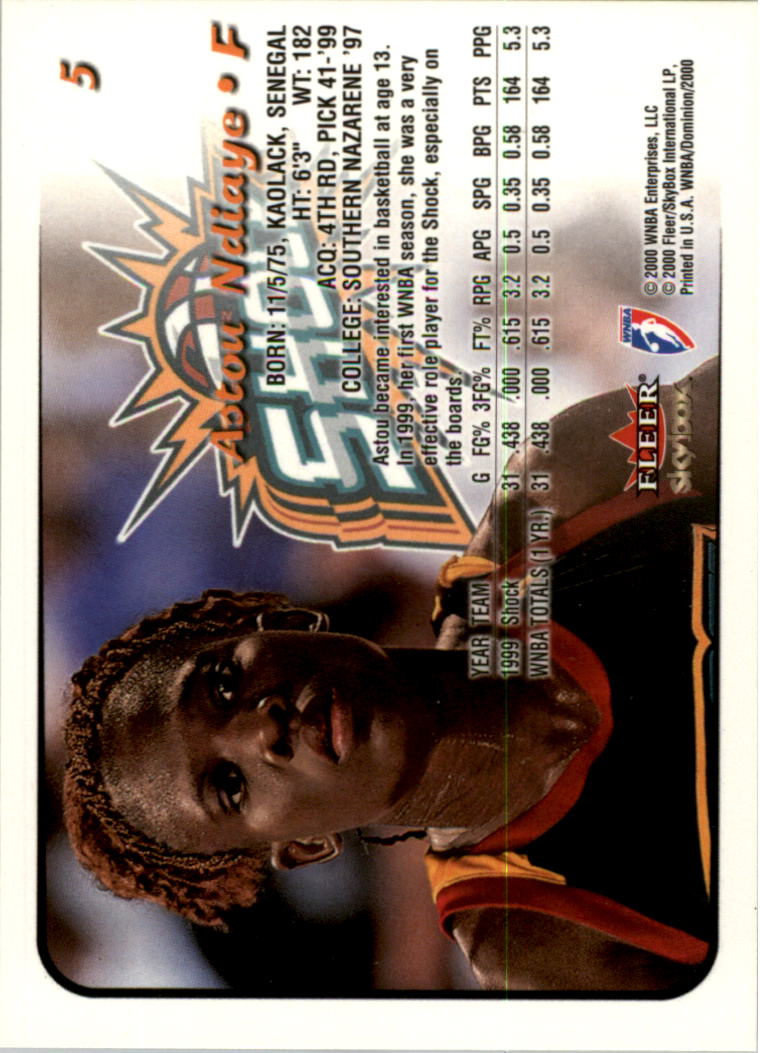 5
Astou Ndiaye • F
SHOCK
BORN: 11/5/75, KAOLACK, SENEGAL
HT: 6'3" WT: 182
ACQ: 4TH RD, PICK 41-'99
COLLEGE: SOUTHERN NAZARENE '97
Astou became interested in basketball at age 13.
In 1999, her first WNBA season, she was a very
effective role player for the Shock, especially on
the boards.
YEAR TEAM G FG% 3FG% FT% RPG APG SPG BPG PTS PPG
1999 Shock 31 .438 .000 .615 3.2 0.5 0.35 0.58 164 5.3
WNBA TOTALS (1 YR.) 31 .438 .000 .615 3.2 0.5 0.35 0.58 164 5.3
FLEER®
skybox
WNBA
© 2000 WNBA Enterprises, LLC
© 2000 Fleer/SkyBox International LP,
Printed in U.S.A. WNBA/Dominion/2000